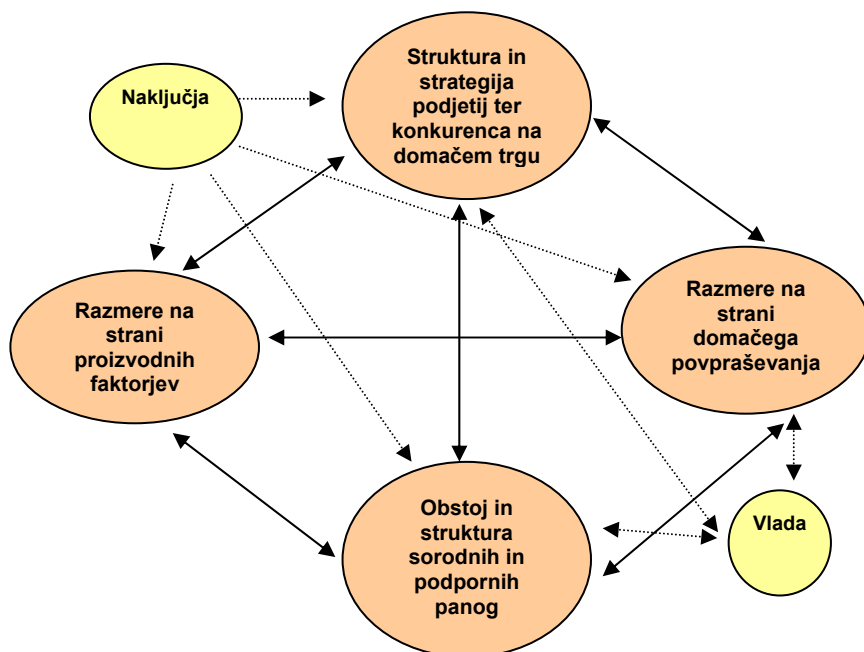 Struktura in
strategija
podjetij ter
konkurenca na
domačem trgu
Naključja
Razmere na
strani
proizvodnih
faktorjev
Razmere na
strani
domačega
povpraševanja
Obstoj in
struktura
sorodnih in
podpornih
panog
Vlada